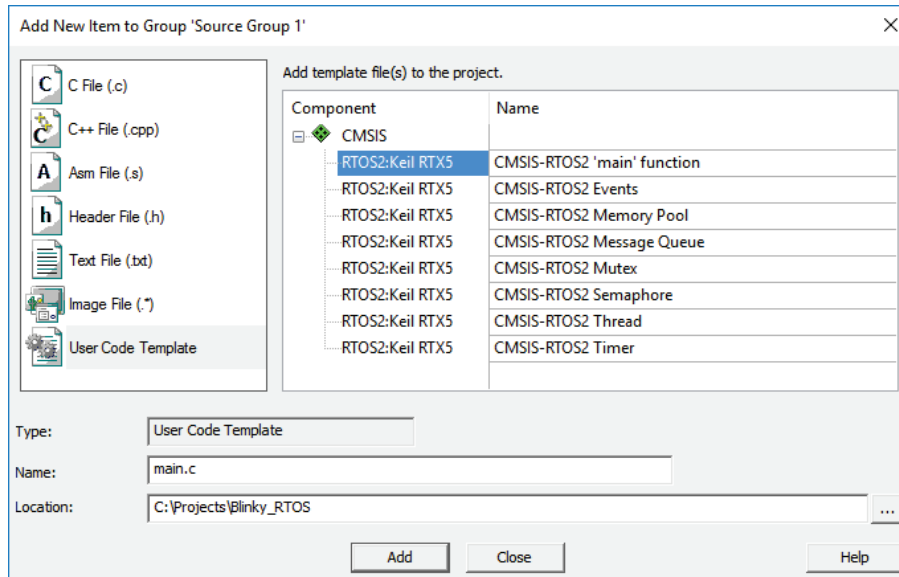 Add New Item to Group 'Source Group 1'
C File (.c)
C++ File (.cpp)
Asm File (.s)
Header File (.h)
Text File (.txt)
Image File (.*)
User Code Template
Add template file(s) to the project.
Component Name
CMSIS
RTOS2:Keil RTX5 CMSIS-RTOS2 'main' function
RTOS2:Keil RTX5 CMSIS-RTOS2 Events
RTOS2:Keil RTX5 CMSIS-RTOS2 Memory Pool
RTOS2:Keil RTX5 CMSIS-RTOS2 Message Queue
RTOS2:Keil RTX5 CMSIS-RTOS2 Mutex
RTOS2:Keil RTX5 CMSIS-RTOS2 Semaphore
RTOS2:Keil RTX5 CMSIS-RTOS2 Thread
RTOS2:Keil RTX5 CMSIS-RTOS2 Timer
Type: User Code Template
Name: main.c
Location: C:\Projects\Blinky_RTOS ...
Add Close Help